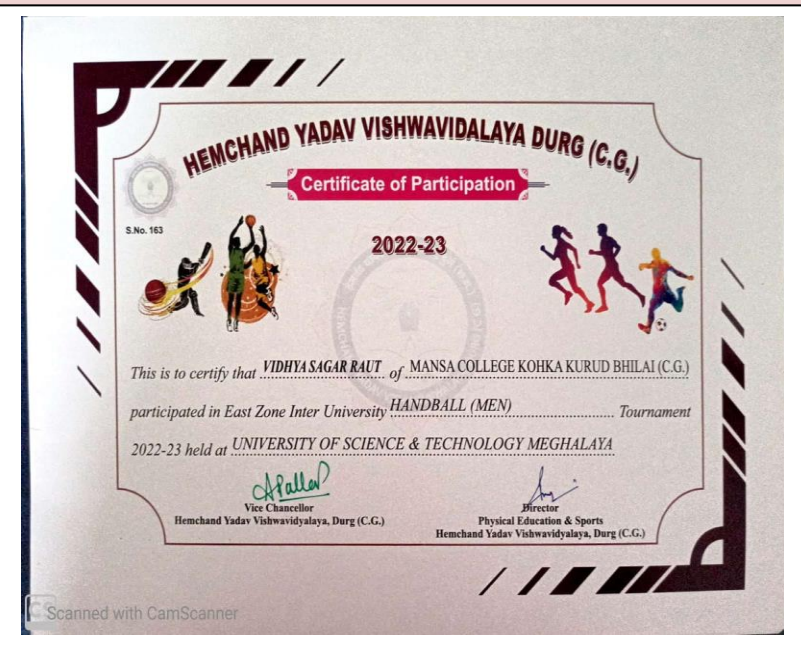 HEMCHAND YADAV VISHWAVIDALAYA DURG (C.G.)
Certificate of Participation
S.No. 163
2022-23
This is to certify that VIDHYA SAGAR RAUT of MANSA COLLEGE KOHKA KURUD BHILAI (C.G.)
participated in East Zone Inter University HANDBALL (MEN) Tournament
2022-23 held at UNIVERSITY OF SCIENCE & TECHNOLOGY MEGHALAYA
Vice Chancellor
Hemchand Yadav Vishwavidyalaya, Durg (C.G.)
Director
Physical Education & Sports
Hemchand Yadav Vishwavidyalaya, Durg (C.G.)
CS Scanned with CamScanner